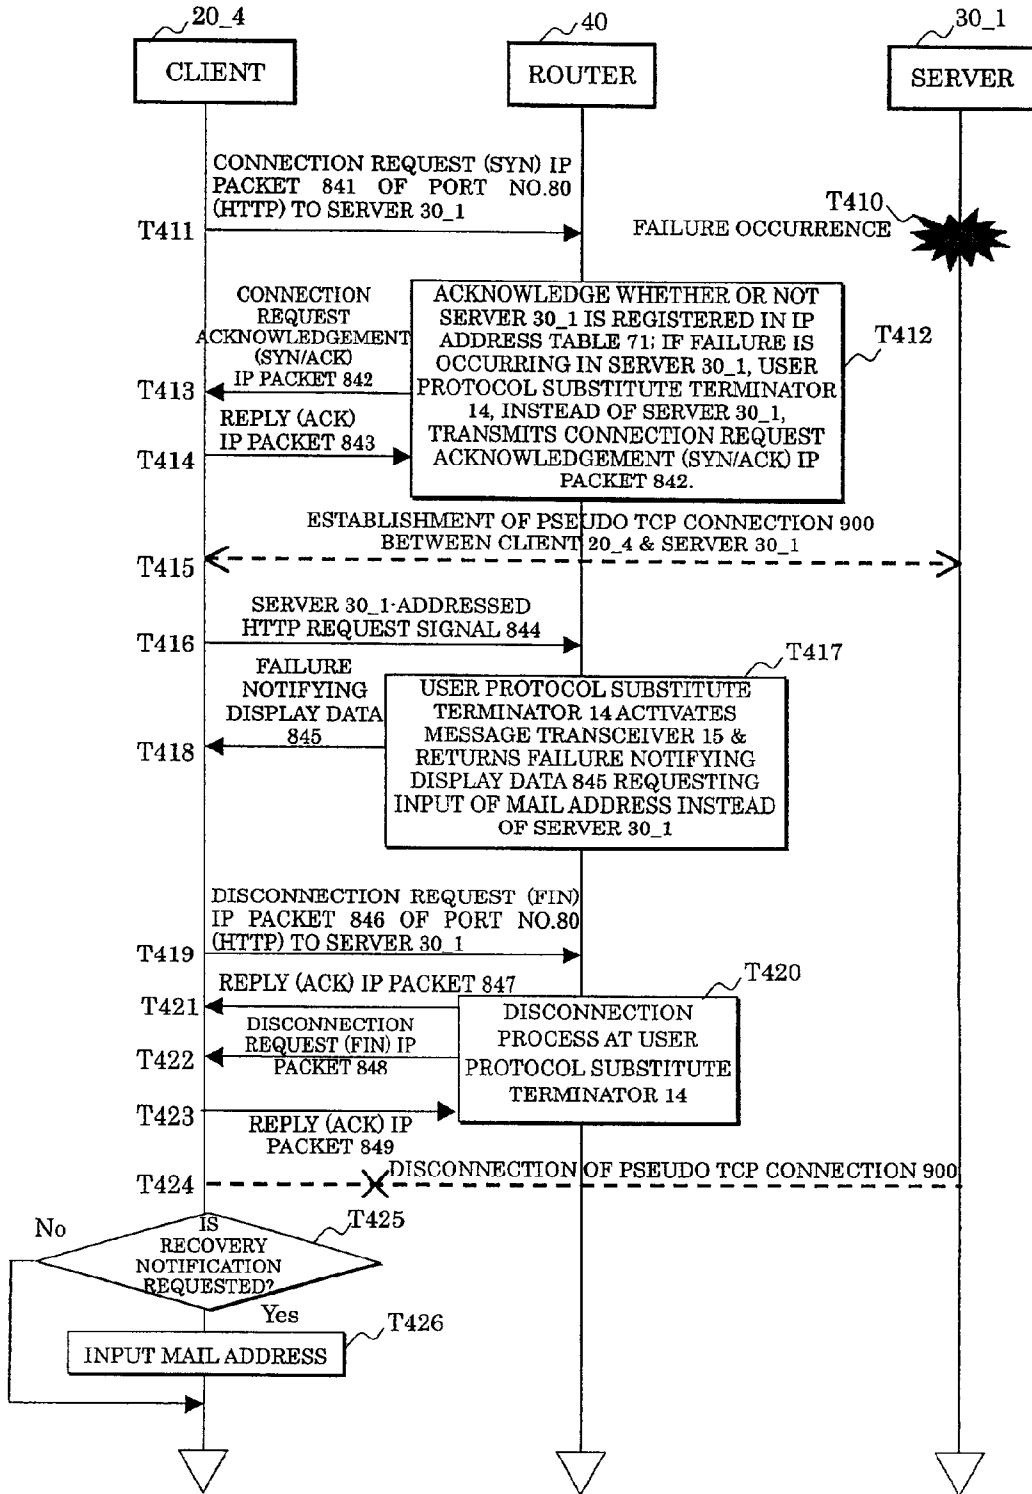 20_4
40
30_1
CLIENT
ROUTER
SERVER
CONNECTION REQUEST (SYN) IP
PACKET 841 OF PORT NO.80
(HTTP) TO SERVER 30_1
T411
T410
FAILURE OCCURRENCE
CONNECTION
REQUEST
ACKNOWLEDGEMENT
(SYN/ACK)
IP PACKET 842
T413
ACKNOWLEDGE WHETHER OR NOT
SERVER 30_1 IS REGISTERED IN IP
ADDRESS TABLE 71; IF FAILURE IS
OCCURRING IN SERVER 30_1, USER
PROTOCOL SUBSTITUTE TERMINATOR
14, INSTEAD OF SERVER 30_1,
TRANSMITS CONNECTION REQUEST
ACKNOWLEDGEMENT (SYN/ACK) IP
PACKET 842.
T412
REPLY (ACK)
IP PACKET 843
T414
ESTABLISHMENT OF PSEUDO TCP CONNECTION 900
BETWEEN CLIENT 20_4 & SERVER 30_1
T415
SERVER 30_1-ADDRESSED
HTTP REQUEST SIGNAL 844
T416
T417
FAILURE
NOTIFYING
DISPLAY DATA
845
T418
USER PROTOCOL SUBSTITUTE
TERMINATOR 14 ACTIVATES
MESSAGE TRANSCEIVER 15 &
RETURNS FAILURE NOTIFYING
DISPLAY DATA 845 REQUESTING
INPUT OF MAIL ADDRESS INSTEAD
OF SERVER 30_1
DISCONNECTION REQUEST (FIN)
IP PACKET 846 OF PORT NO.80
(HTTP) TO SERVER 30_1
T419
T420
REPLY (ACK) IP PACKET 847
T421
DISCONNECTION
REQUEST (FIN) IP
PACKET 848
T422
DISCONNECTION
PROCESS AT USER
PROTOCOL SUBSTITUTE
TERMINATOR 14
T423
REPLY (ACK) IP
PACKET 849
DISCONNECTION OF PSEUDO TCP CONNECTION 900
T424
No
IS
RECOVERY
NOTIFICATION
REQUESTED?
T425
Yes
T426
INPUT MAIL ADDRESS